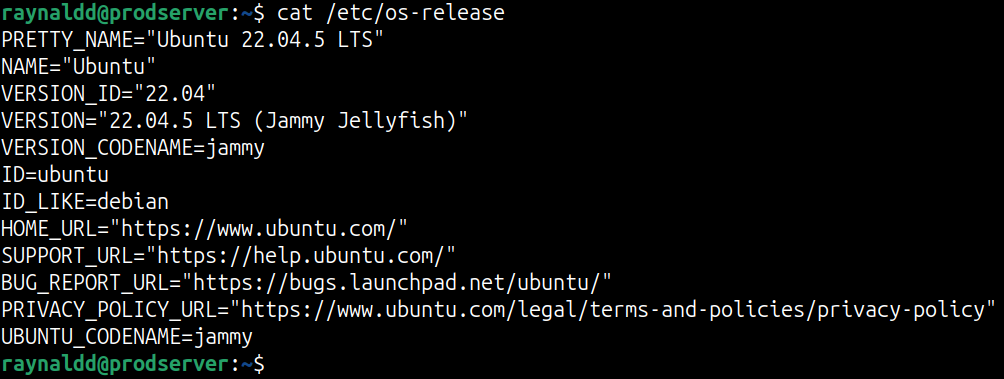 raynaldd@prodserver:~$ cat /etc/os-release
PRETTY_NAME="Ubuntu 22.04.5 LTS"
NAME="Ubuntu"
VERSION_ID="22.04"
VERSION="22.04.5 LTS (Jammy Jellyfish)"
VERSION_CODENAME=jammy
ID=ubuntu
ID_LIKE=debian
HOME_URL="https://www.ubuntu.com/"
SUPPORT_URL="https://help.ubuntu.com/"
BUG_REPORT_URL="https://bugs.launchpad.net/ubuntu/"
PRIVACY_POLICY_URL="https://www.ubuntu.com/legal/terms-and-policies/privacy-policy"
UBUNTU_CODENAME=jammy
raynaldd@prodserver:~$